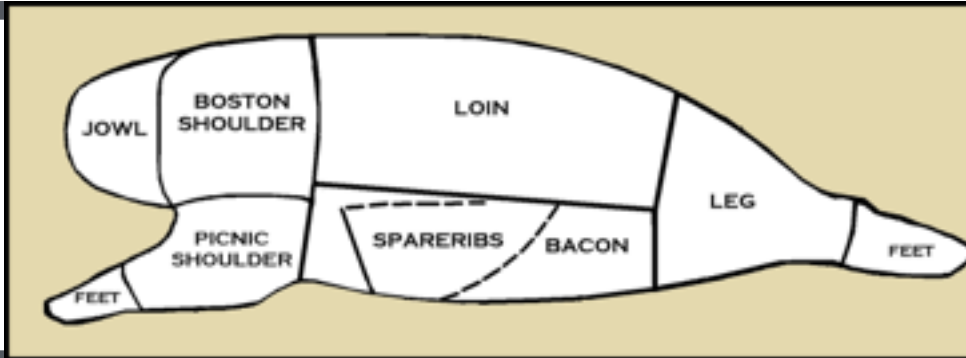 JOWL
BOSTON
SHOULDER
LOIN
LEG
PICNIC
SHOULDER
SPARERIBS
BACON
FEET
FEET